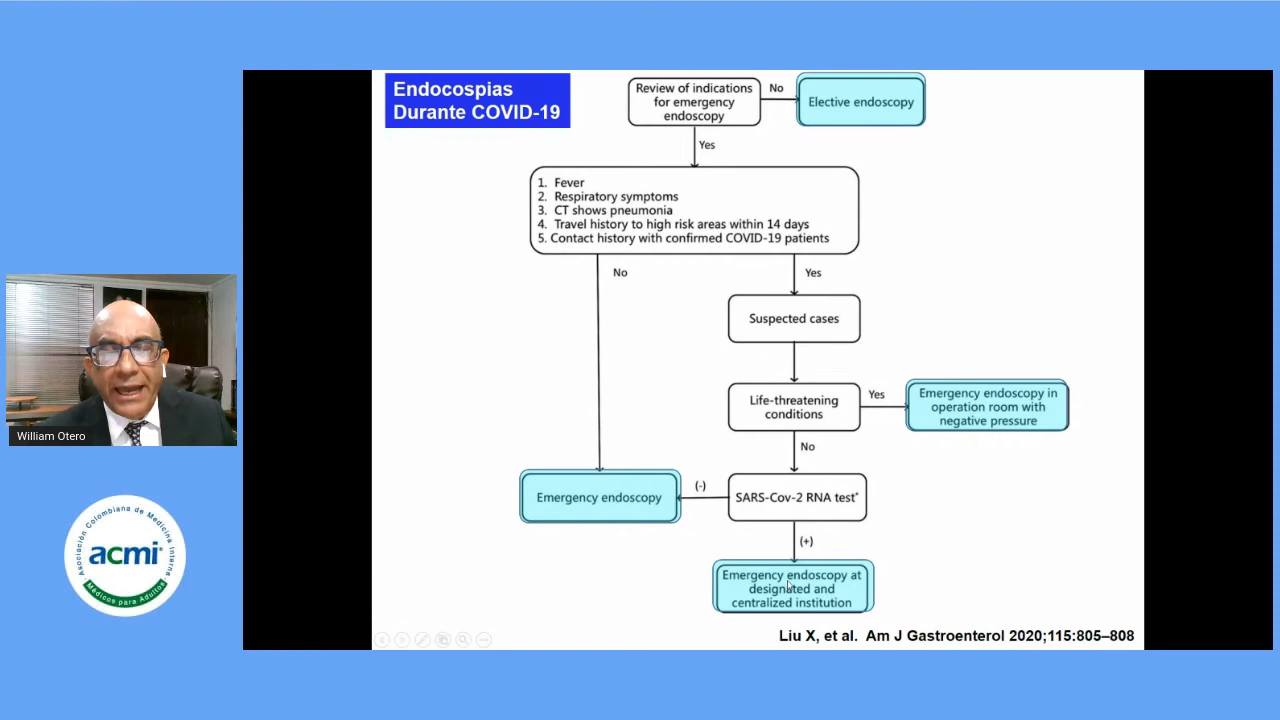 Endocospias
Durante COVID-19
Review of indications
for emergency
endoscopy
No
Elective endoscopy
Yes
1. Fever
2. Respiratory symptoms
3. CT shows pneumonia
4. Travel history to high risk areas within 14 days
5. Contact history with confirmed COVID-19 patients
No
Yes
Suspected cases
Life-threatening
conditions
Yes
Emergency endoscopy in
operation room with
negative pressure
No
Emergency endoscopy
(-)
SARS-Cov-2 RNA test*
(+)
Emergency endoscopy at
designated and
centralized institution
Liu X, et al. Am J Gastroenterol 2020;115:805–808
William Otero
Asociación Colombiana de Medicina Interna
acmi®
Médicos para Adultos